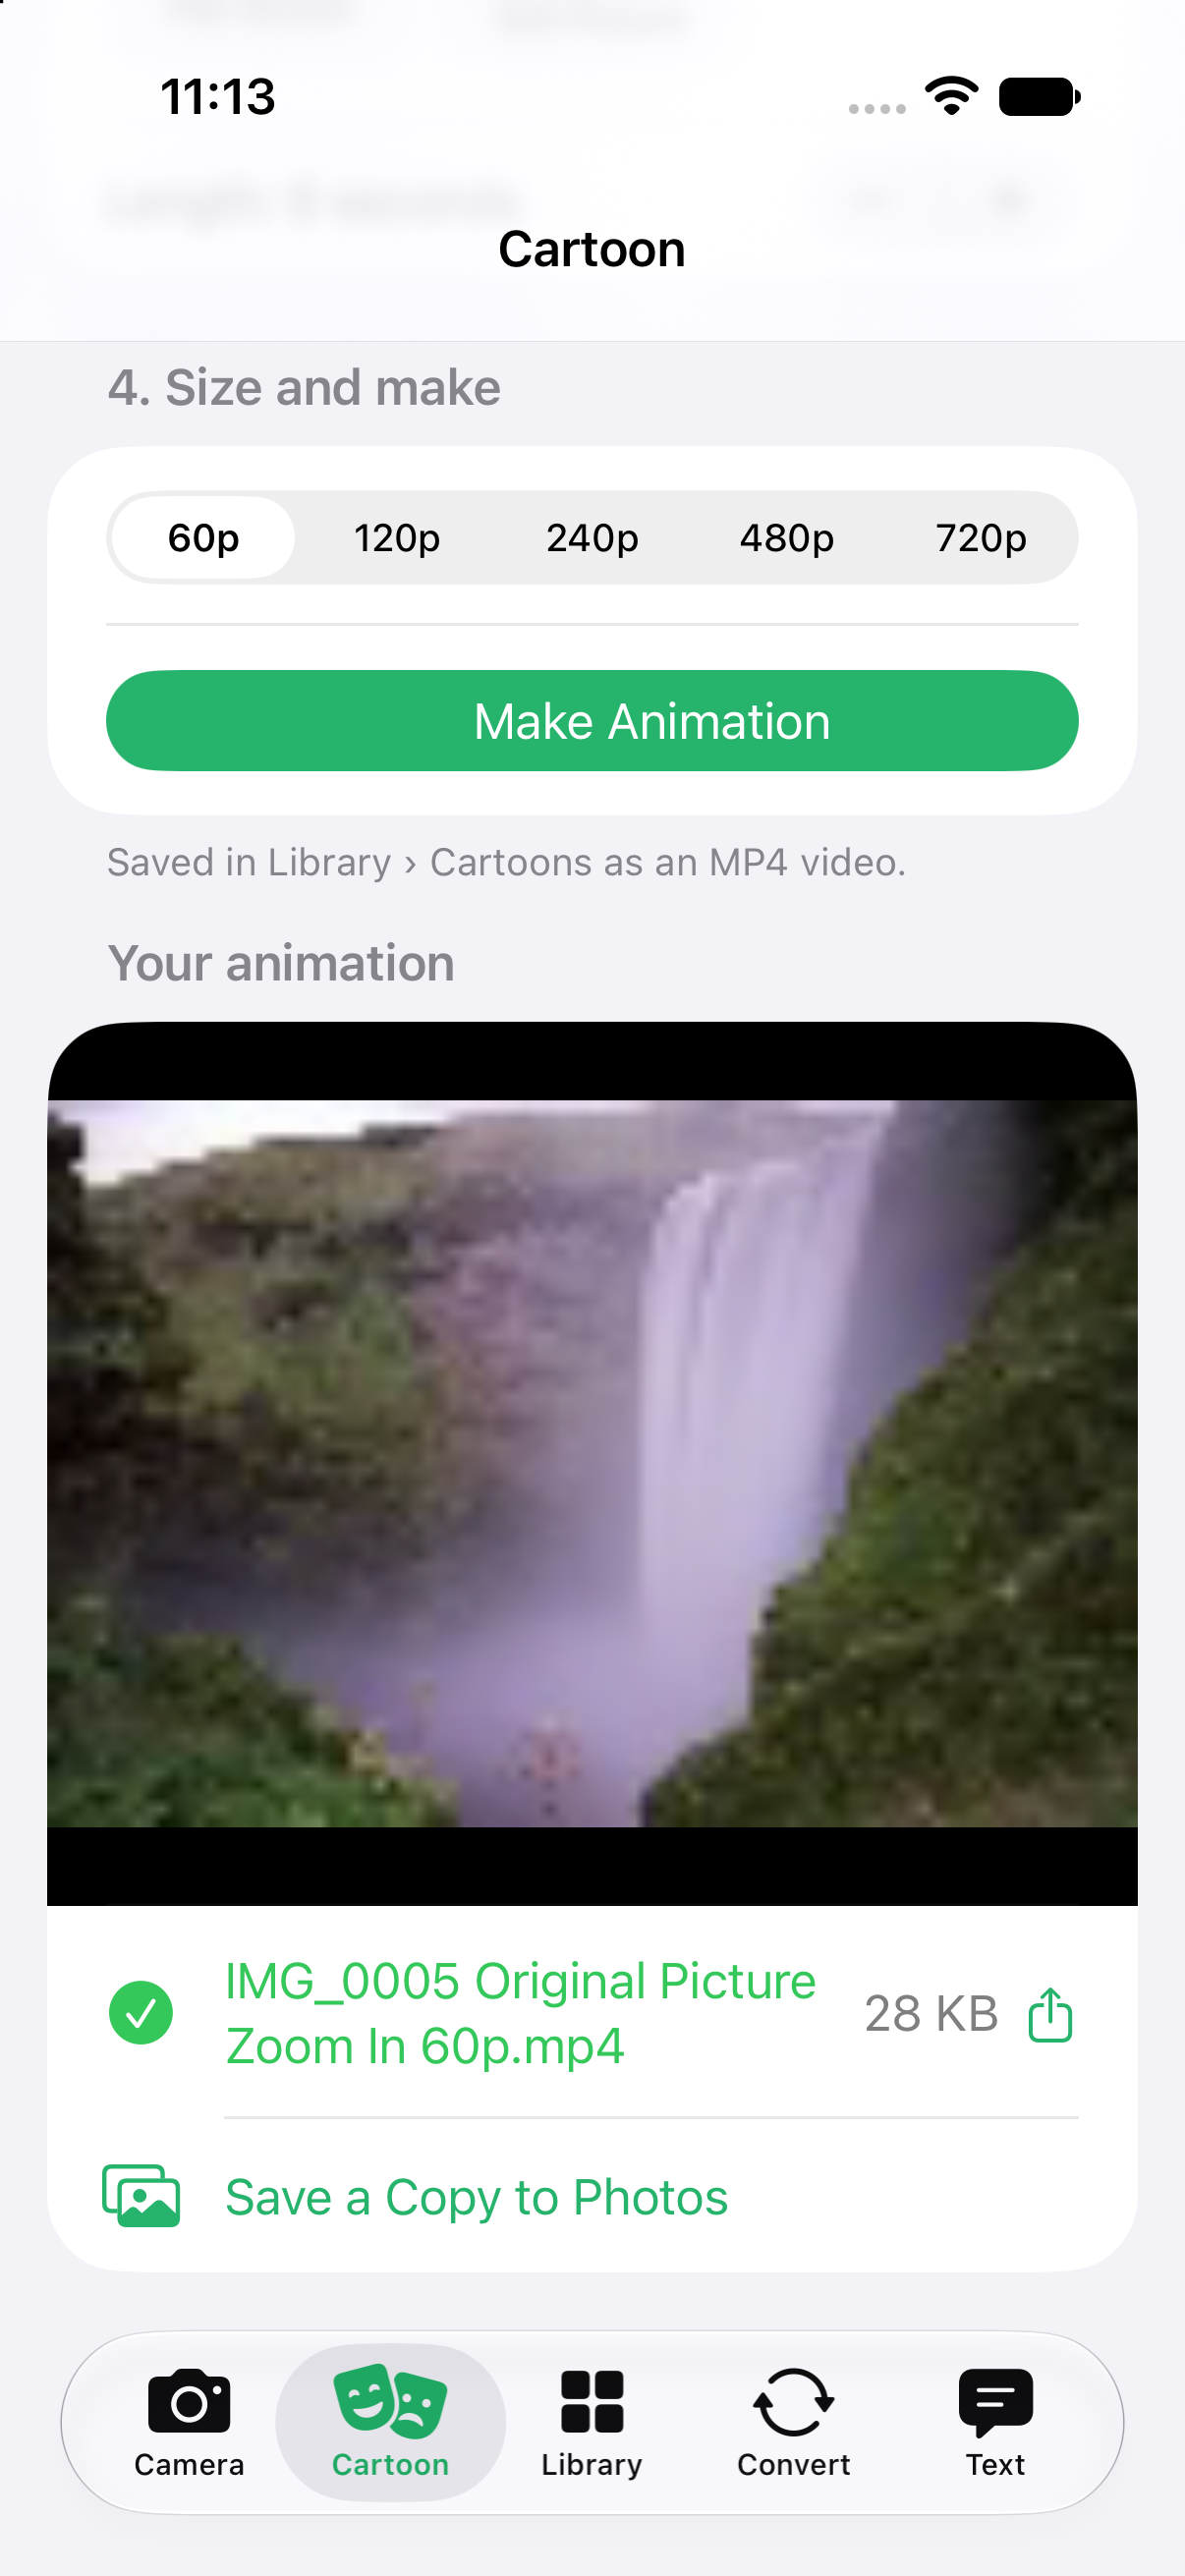 11:13
Cartoon
4. Size and make
60p 120p 240p 480p 720p
Make Animation
Saved in Library › Cartoons as an MP4 video.
Your animation
IMG_0005 Original Picture
Zoom In 60p.mp4
28 KB
Save a Copy to Photos
Camera Cartoon Library Convert Text